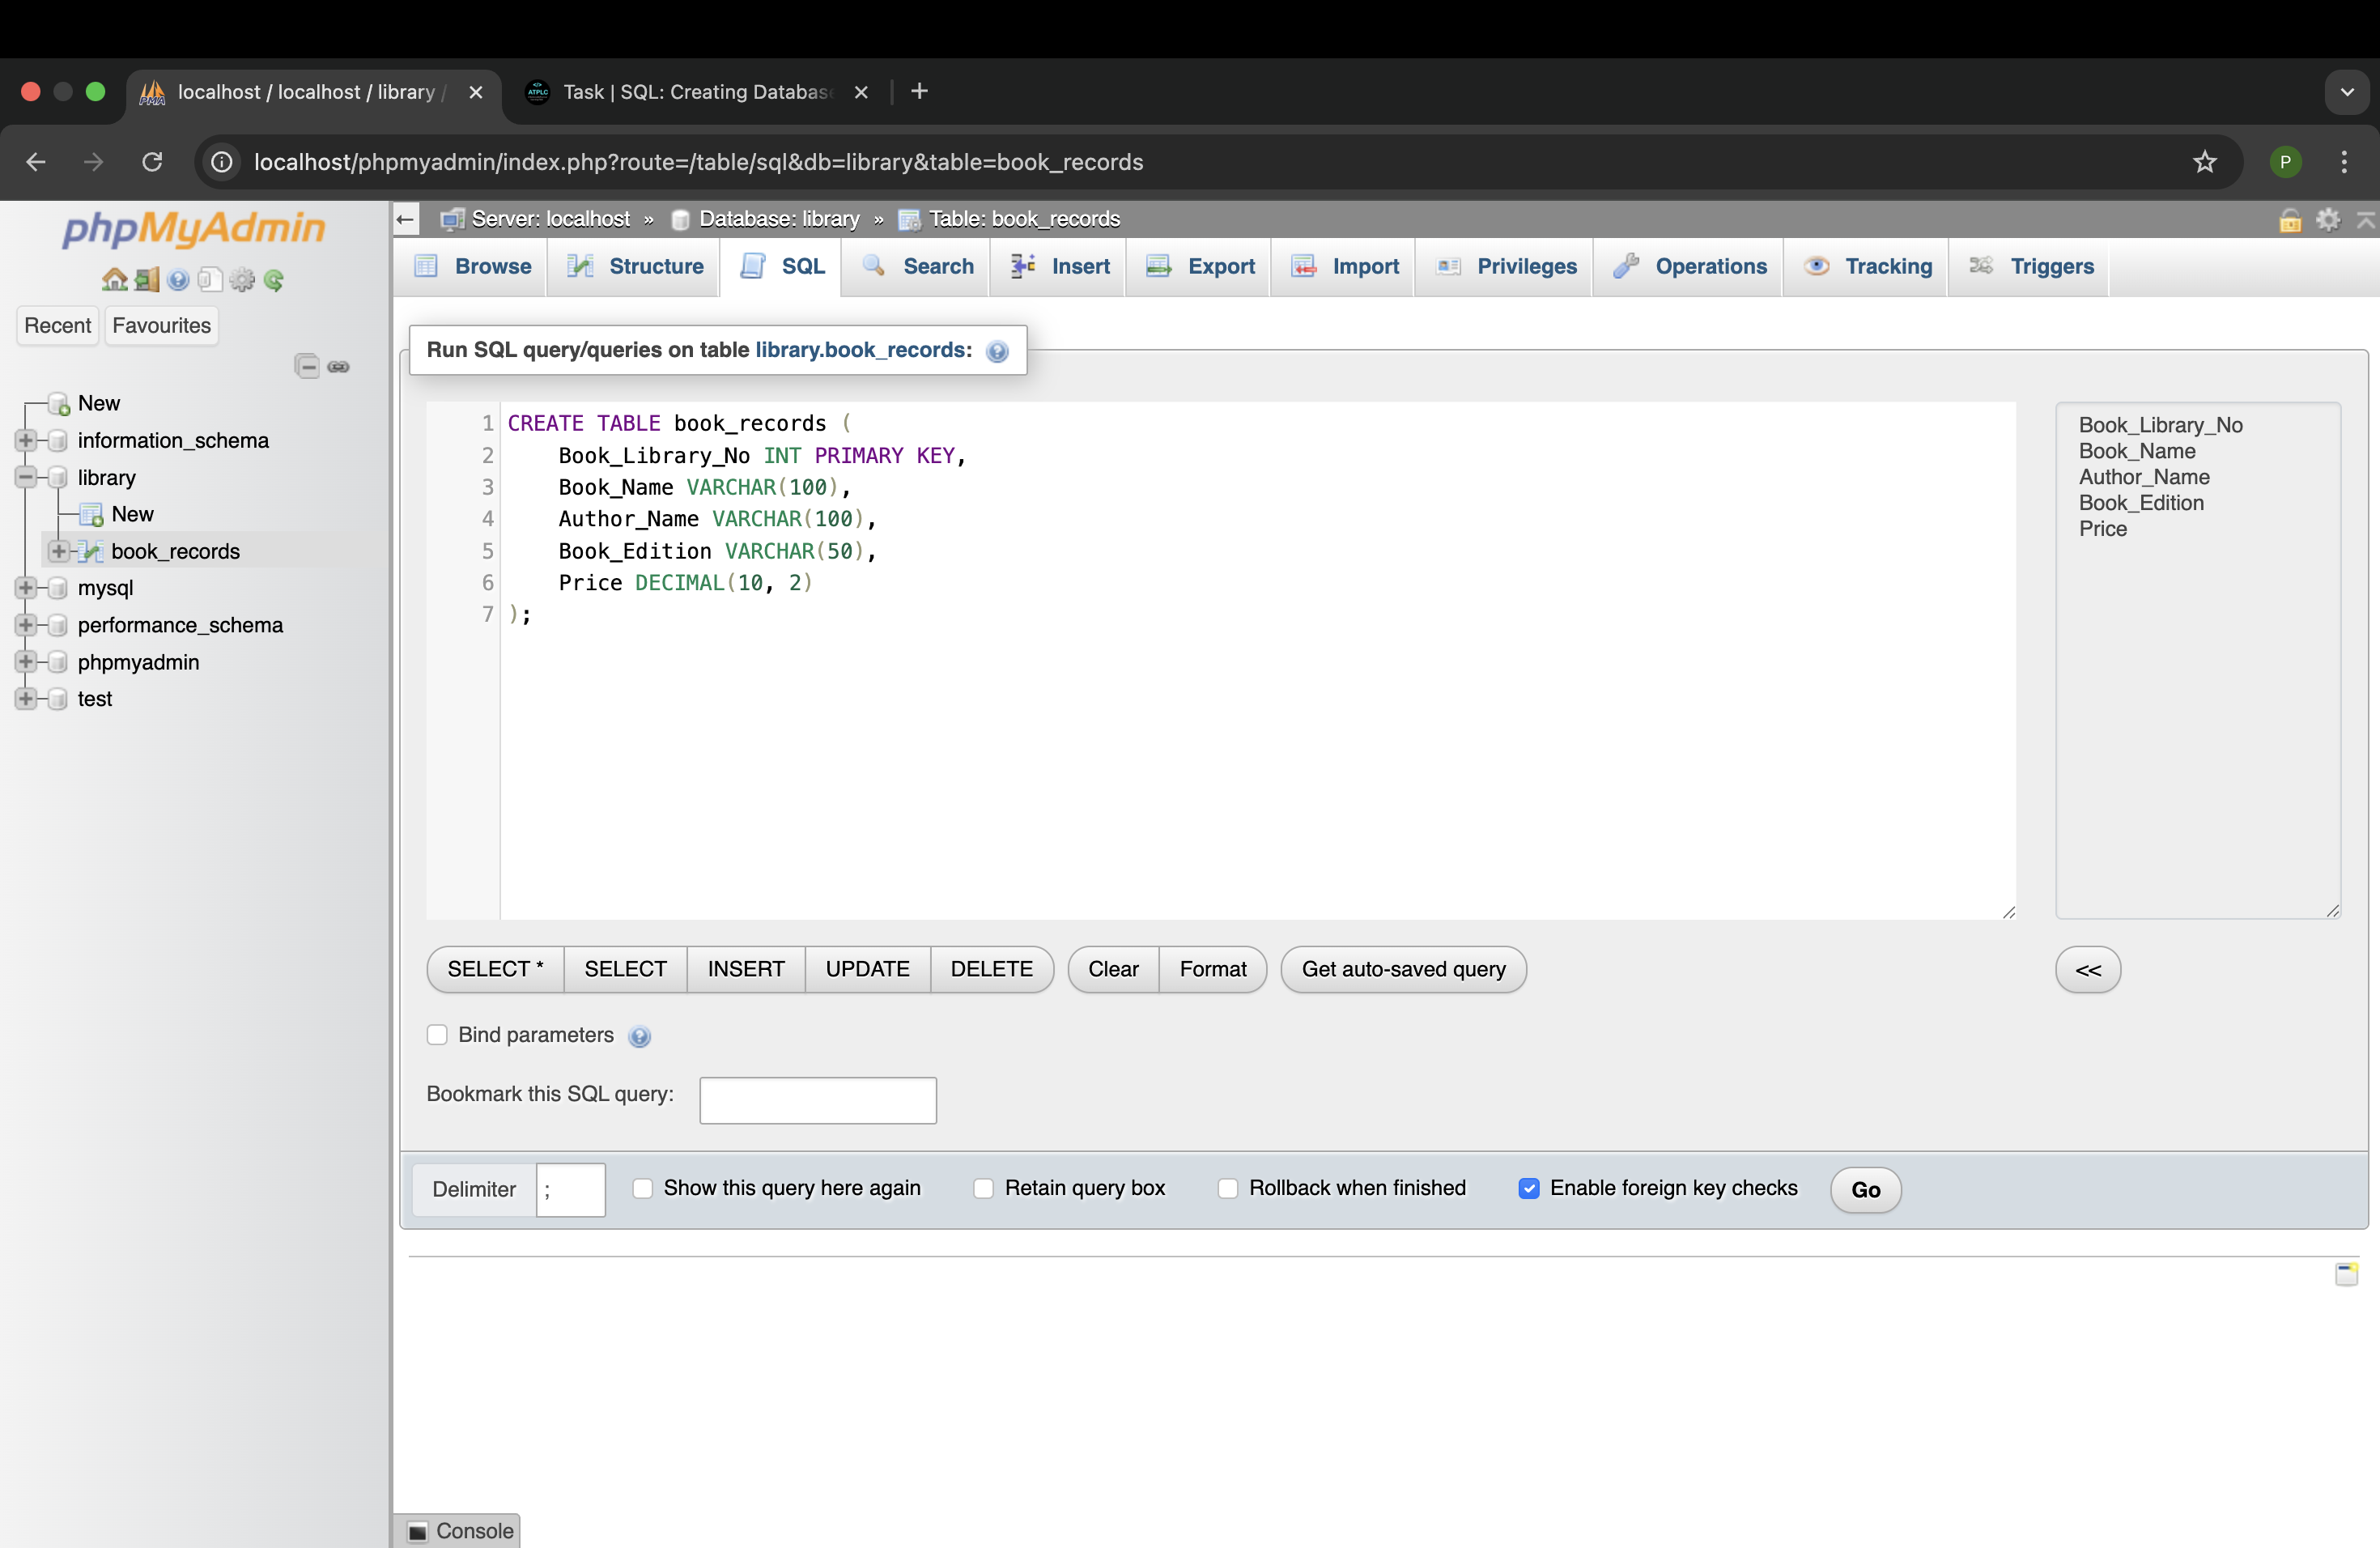 localhost / localhost / library /
Task | SQL: Creating Databas
localhost/phpmyadmin/index.php?route=/table/sql&db=library&table=book_records
P
phpMyAdmin
Recent Favourites
New
information_schema
library
New
book_records
mysql
performance_schema
phpmyadmin
test
Server: localhost » Database: library » Table: book_records
Browse Structure SQL Search Insert Export Import Privileges Operations Tracking Triggers
Run SQL query/queries on table library.book_records:
1 CREATE TABLE book_records (
2 Book_Library_No INT PRIMARY KEY,
3 Book_Name VARCHAR(100),
4 Author_Name VARCHAR(100),
5 Book_Edition VARCHAR(50),
6 Price DECIMAL(10, 2)
7 );
Book_Library_No
Book_Name
Author_Name
Book_Edition
Price
SELECT * SELECT INSERT UPDATE DELETE Clear Format Get auto-saved query <<
Bind parameters
Bookmark this SQL query:
Delimiter ; Show this query here again Retain query box Rollback when finished Enable foreign key checks Go
Console